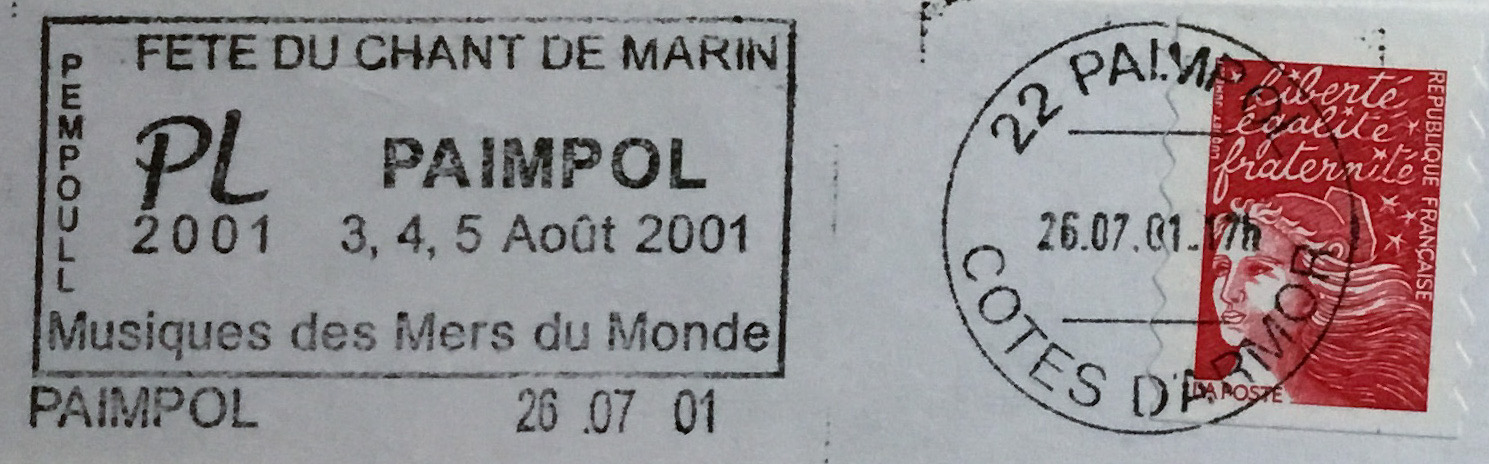 FETE DU CHANT DE MARIN
PEMPOULL
PL
PAIMPOL
2001
3, 4, 5 Août 2001
Musiques des Mers du Monde
PAIMPOL 26 .07 01
22 PAIMPOL
26.07.01.17h
COTES D'ARMOR
liberté
égalité
fraternité
REPUBLIQUE FRANÇAISE
LA POSTE